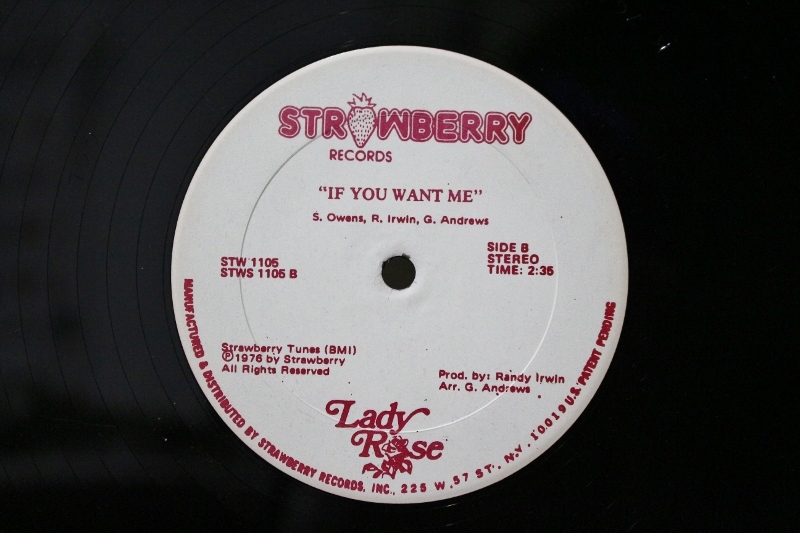 STRAWBERRY
RECORDS
"IF YOU WANT ME"
S. Owens, R. Irwin, G. Andrews
STW 1105
STWS 1105 B
SIDE B
STEREO
TIME: 2:35
Strawberry Tunes (BMI)
℗1976 by Strawberry
All Rights Reserved
Prod. by: Randy Irwin
Arr. G. Andrews
Lady
Rose
MANUFACTURED & DISTRIBUTED BY STRAWBERRY RECORDS, INC., 225 W. 57 ST., N.Y. 10019 U.S. PATENT PENDING